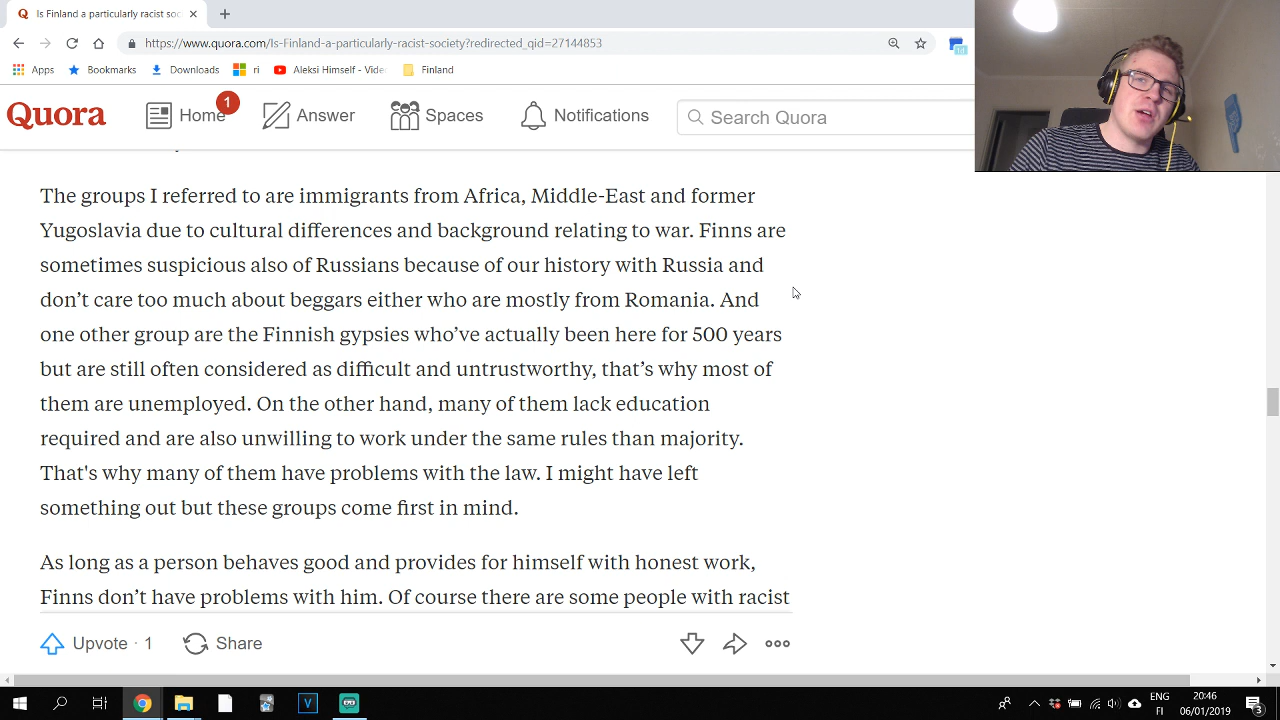 Is Finland a particularly racist soc
https://www.quora.com/Is-Finland-a-particularly-racist-society?redirected_qid=27144853
Apps
Bookmarks
Downloads
ri
Aleksi Himself - Vide
Finland
Quora
Home
1
Answer
Spaces
Notifications
Search Quora
The groups I referred to are immigrants from Africa, Middle-East and former
Yugoslavia due to cultural differences and background relating to war. Finns are
sometimes suspicious also of Russians because of our history with Russia and
don't care too much about beggars either who are mostly from Romania. And
one other group are the Finnish gypsies who've actually been here for 500 years
but are still often considered as difficult and untrustworthy, that's why most of
them are unemployed. On the other hand, many of them lack education
required and are also unwilling to work under the same rules than majority.
That's why many of them have problems with the law. I might have left
something out but these groups come first in mind.
As long as a person behaves good and provides for himself with honest work,
Finns don't have problems with him. Of course there are some people with racist
Upvote · 1
Share
ENG
FI
20:46
06/01/2019
3